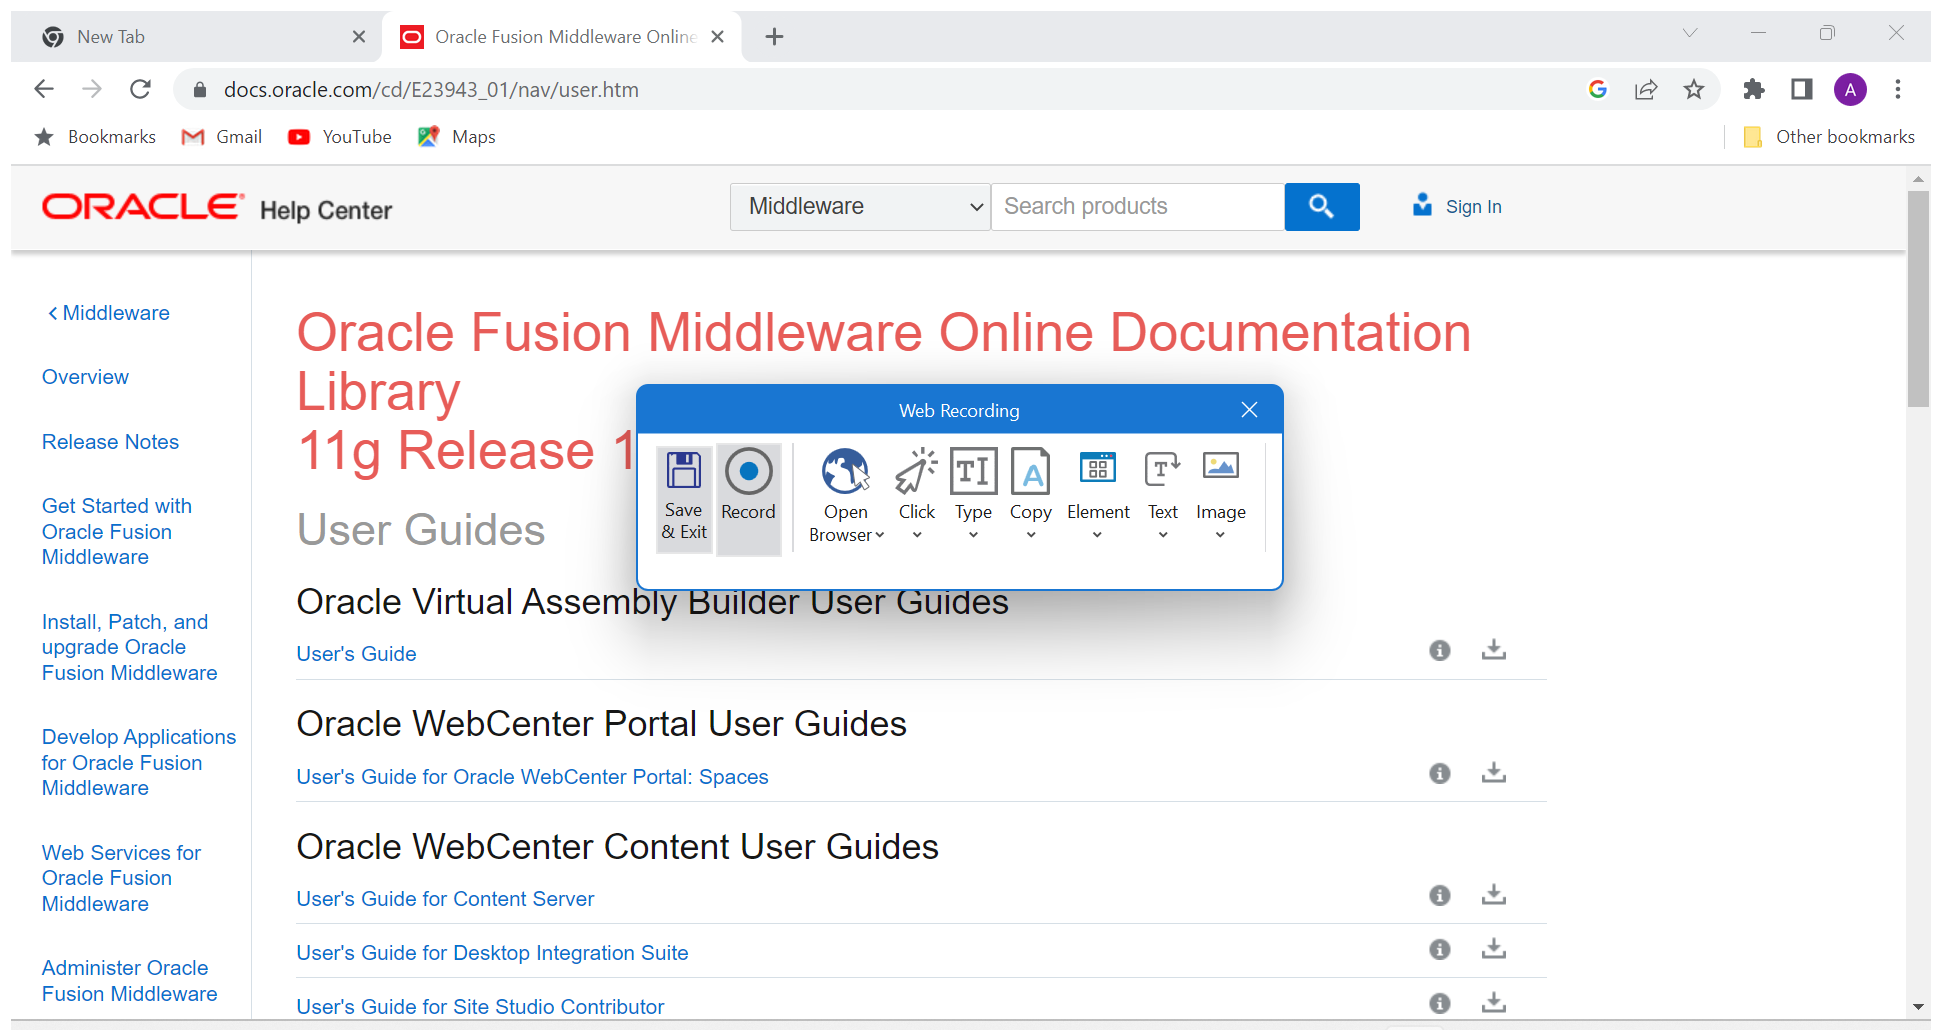 New Tab
Oracle Fusion Middleware Online
docs.oracle.com/cd/E23943_01/nav/user.htm
A
Bookmarks
Gmail
YouTube
Maps
Other bookmarks
ORACLE Help Center
Middleware
Search products
Sign In
Middleware
Overview
Release Notes
Get Started with
Oracle Fusion
Middleware
Install, Patch, and
upgrade Oracle
Fusion Middleware
Develop Applications
for Oracle Fusion
Middleware
Web Services for
Oracle Fusion
Middleware
Administer Oracle
Fusion Middleware
Oracle Fusion Middleware Online Documentation
Library
11g Release 1
User Guides
Web Recording
Save
& Exit
Record
Open
Browser
Click
Type
Copy
Element
Text
Image
Oracle Virtual Assembly Builder User Guides
User's Guide
Oracle WebCenter Portal User Guides
User's Guide for Oracle WebCenter Portal: Spaces
Oracle WebCenter Content User Guides
User's Guide for Content Server
User's Guide for Desktop Integration Suite
User's Guide for Site Studio Contributor